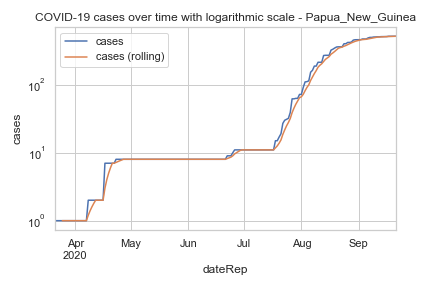 COVID-19 cases over time with logarithmic scale - Papua_New_Guinea
cases
cases (rolling)
10²
10¹
10⁰
cases
Apr
2020
May
Jun
Jul
Aug
Sep
dateRep